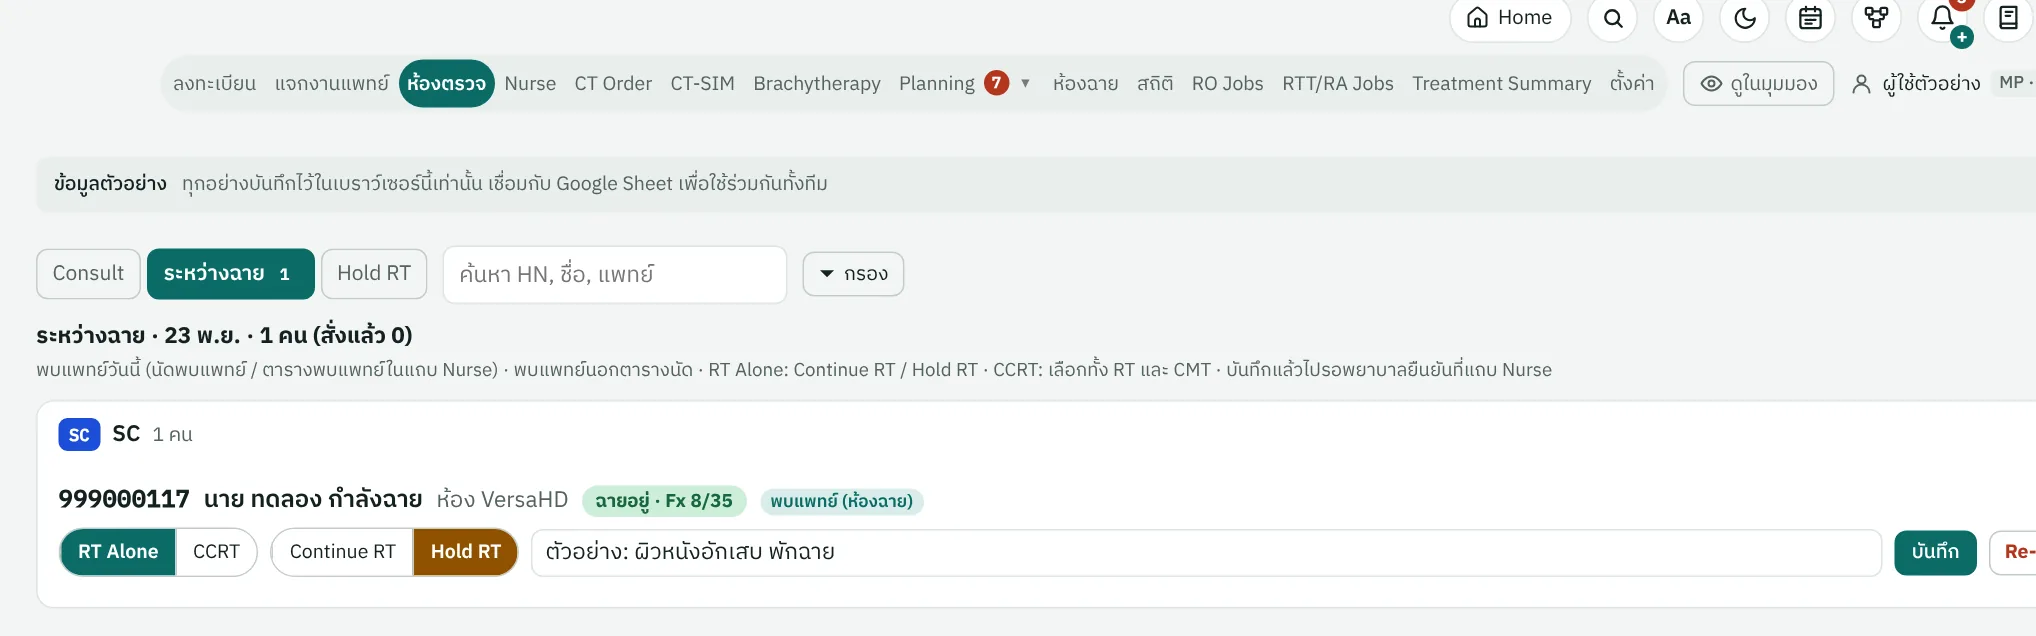 Home Aa
ลงทะเบียน แจกงานแพทย์ ห้องตรวจ Nurse CT Order CT-SIM Brachytherapy Planning 7 ▼ ห้องฉาย สถิติ RO Jobs RTT/RA Jobs Treatment Summary ตั้งค่า ดูในมุมมอง ผู้ใช้ตัวอย่าง MP ·
ข้อมูลตัวอย่าง ทุกอย่างบันทึกไว้ในเบราว์เซอร์นี้เท่านั้น เชื่อมกับ Google Sheet เพื่อใช้ร่วมกันทั้งทีม
Consult ระหว่างฉาย 1 Hold RT ค้นหา HN, ชื่อ, แพทย์ กรอง
ระหว่างฉาย · 23 พ.ย. · 1 คน (สั่งแล้ว 0)
พบแพทย์วันนี้ (นัดพบแพทย์ / ตารางพบแพทย์ในแถบ Nurse) · พบแพทย์นอกตารางนัด · RT Alone: Continue RT / Hold RT · CCRT: เลือกทั้ง RT และ CMT · บันทึกแล้วไปรอพยาบาลยืนยันที่แถบ Nurse
SC SC 1 คน
999000117 นาย ทดลอง กำลังฉาย ห้อง VersaHD ฉายอยู่ · Fx 8/35 พบแพทย์ (ห้องฉาย)
RT Alone CCRT Continue RT Hold RT ตัวอย่าง: ผิวหนังอักเสบ พักฉาย บันทึก Re-